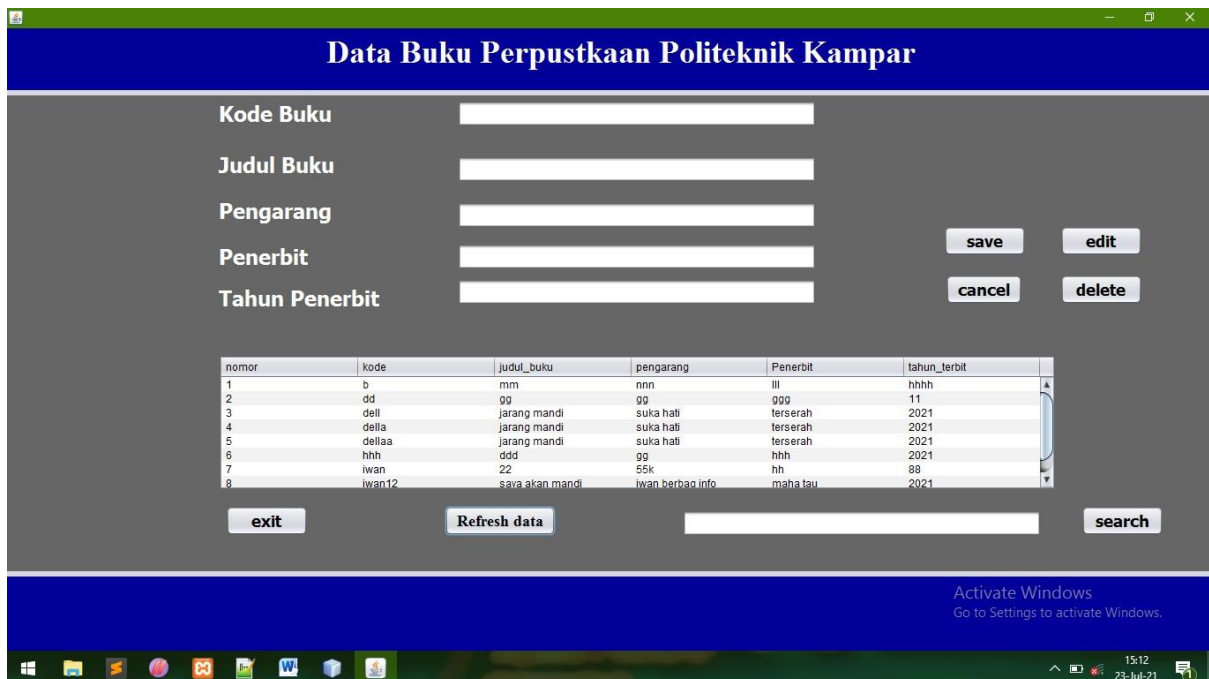 Data Buku Perpustkaan Politeknik Kampar
Kode Buku
Judul Buku
Pengarang
Penerbit
Tahun Penerbit
save edit
cancel delete
nomor kode judul_buku pengarang Penerbit tahun_terbit
1 b mm nnn lll hhhh
2 dd gg gg ggg 11
3 dell jarang mandi suka hati terserah 2021
4 della jarang mandi suka hati terserah 2021
5 dellaa jarang mandi suka hati terserah 2021
6 hhh ddd gg hhh 2021
7 iwan 22 55k hh 88
8 iwan12 saya akan mandi iwan berbag info maha tau 2021
exit Refresh data search
Activate Windows
Go to Settings to activate Windows.
15:12
23-Jul-21